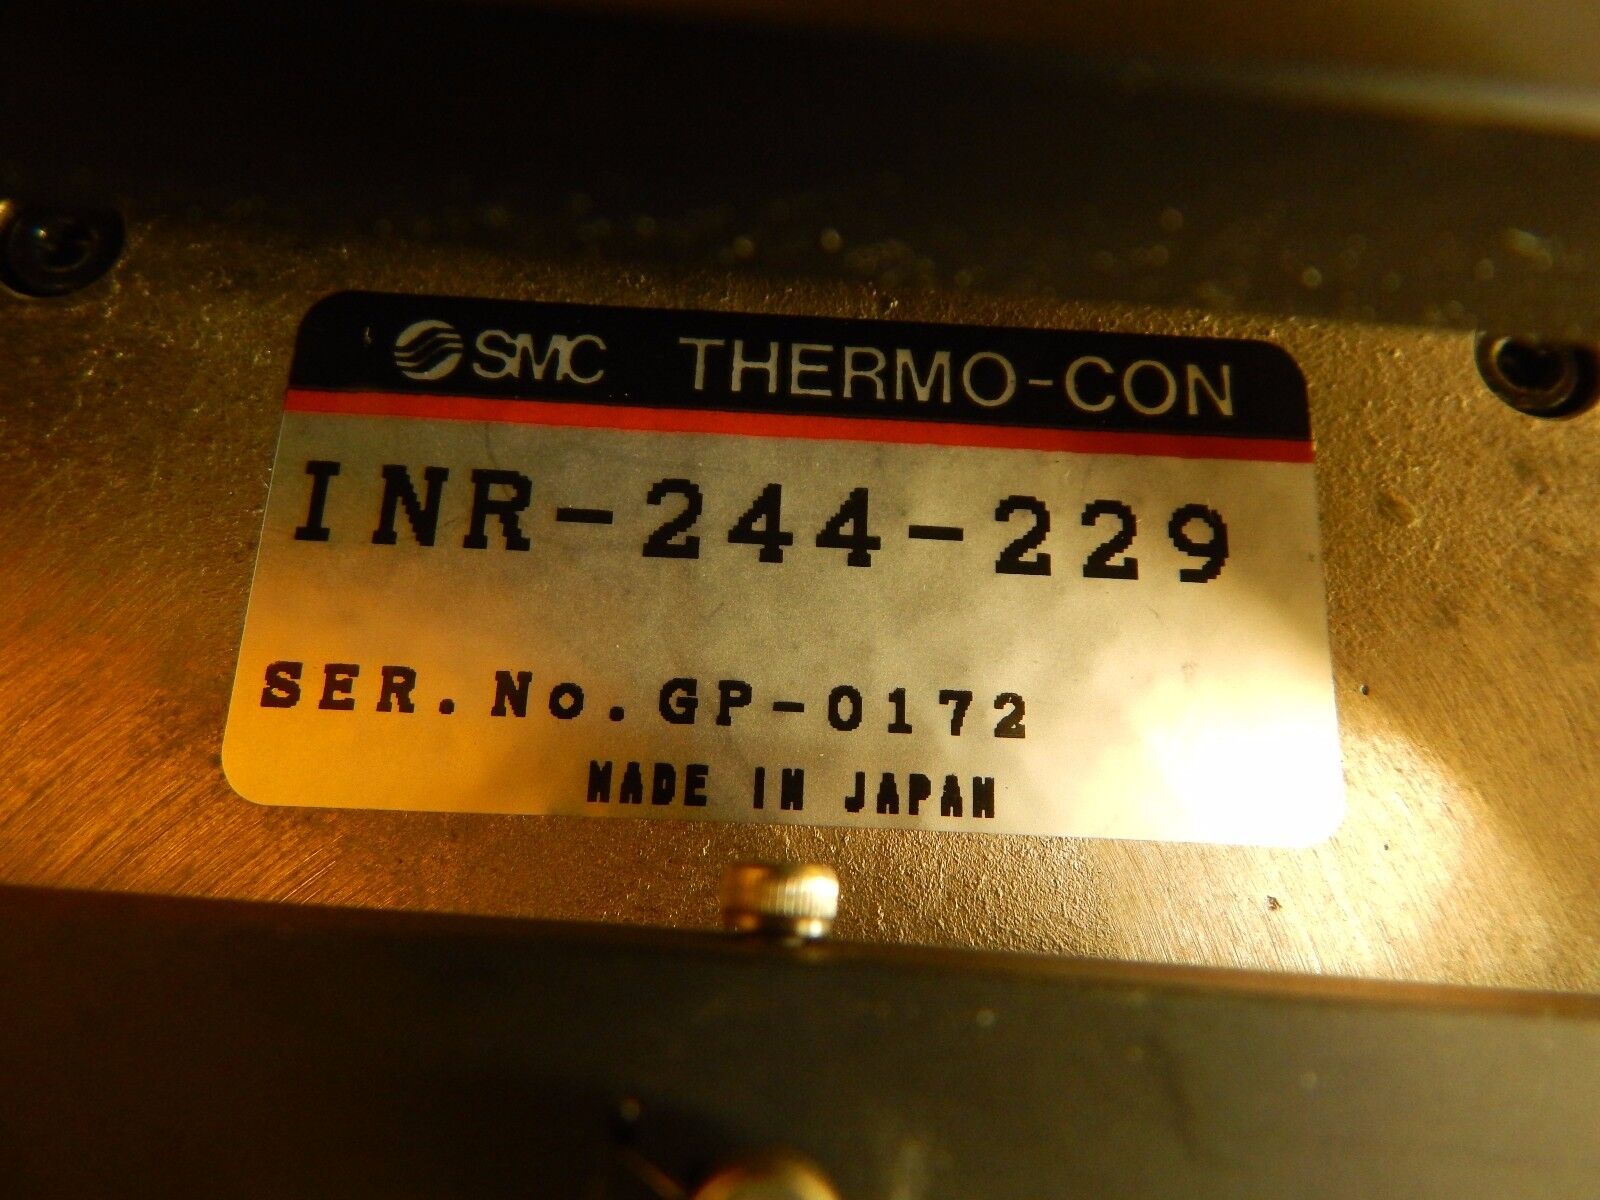 SMC THERMO-CON
INR-244-229
SER.No.GP-0172
MADE IN JAPAN